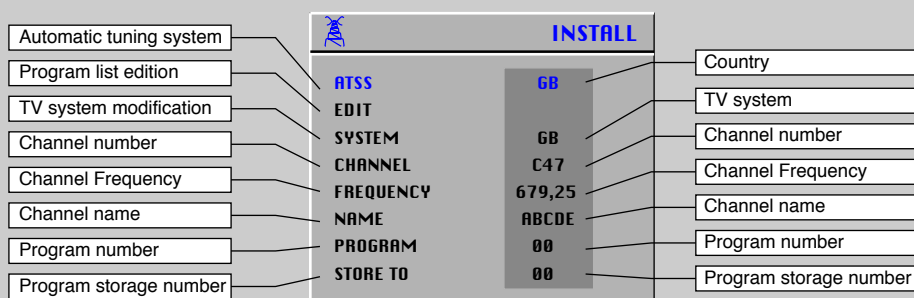 INSTALL
Automatic tuning system
Program list edition
TV system modification
Channel number
Channel Frequency
Channel name
Program number
Program storage number
ATSS GB
EDIT
SYSTEM GB
CHANNEL C47
FREQUENCY 679,25
NAME ABCDE
PROGRAM 00
STORE TO 00
Country
TV system
Channel number
Channel Frequency
Channel name
Program number
Program storage number